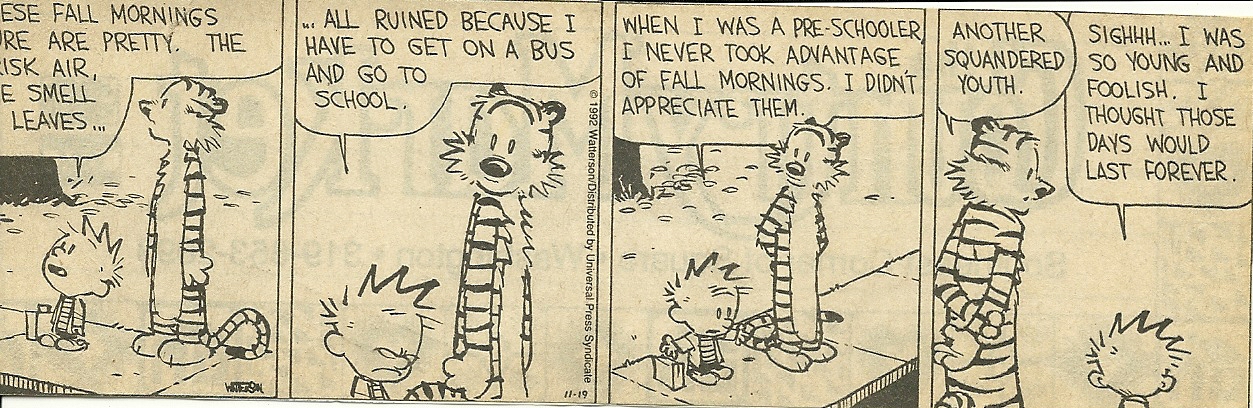 ESE FALL MORNINGS
URE ARE PRETTY. THE
RISK AIR,
E SMELL
LEAVES...
WATTERSON
... ALL RUINED BECAUSE I
HAVE TO GET ON A BUS
AND GO TO
SCHOOL.
© 1992 Watterson/Distributed by Universal Press Syndicate
11-19
WHEN I WAS A PRE-SCHOOLER,
I NEVER TOOK ADVANTAGE
OF FALL MORNINGS. I DIDN'T
APPRECIATE THEM.
ANOTHER
SQUANDERED
YOUTH.
SIGHHH... I WAS
SO YOUNG AND
FOOLISH. I
THOUGHT THOSE
DAYS WOULD
LAST FOREVER.